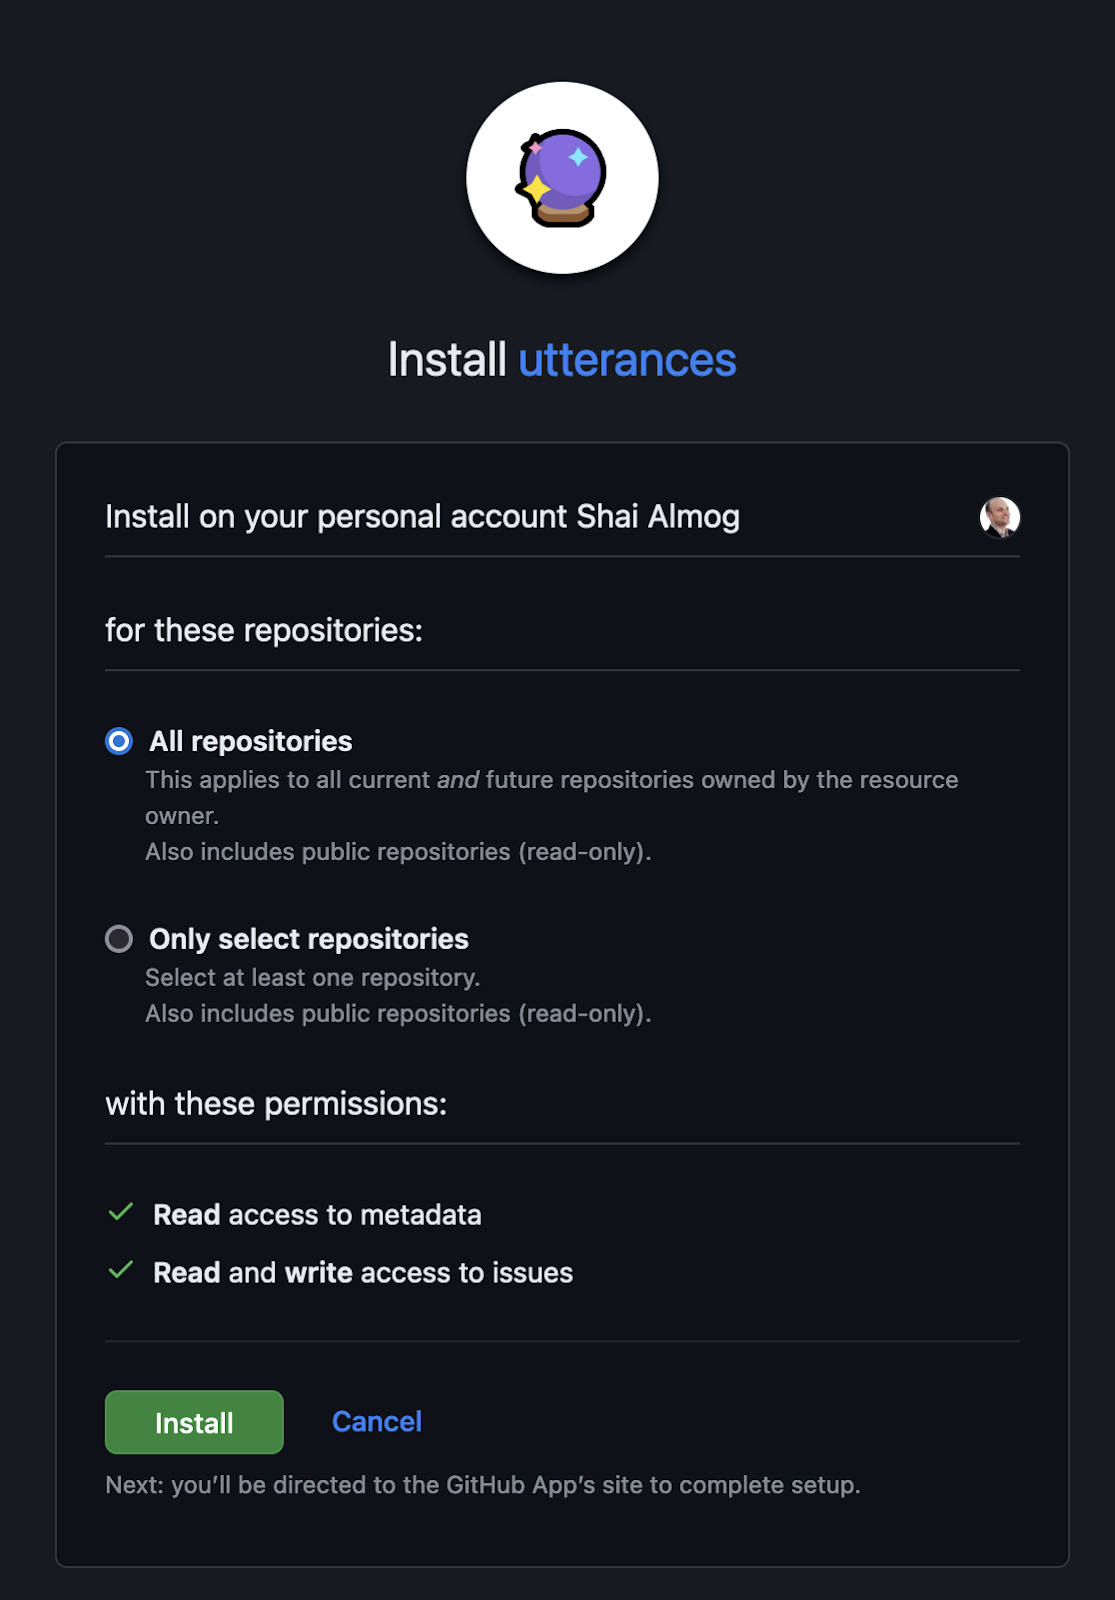 Install utterances
Install on your personal account Shai Almog
for these repositories:
All repositories
This applies to all current and future repositories owned by the resource
owner.
Also includes public repositories (read-only).
Only select repositories
Select at least one repository.
Also includes public repositories (read-only).
with these permissions:
Read access to metadata
Read and write access to issues
Install Cancel
Next: you’ll be directed to the GitHub App’s site to complete setup.